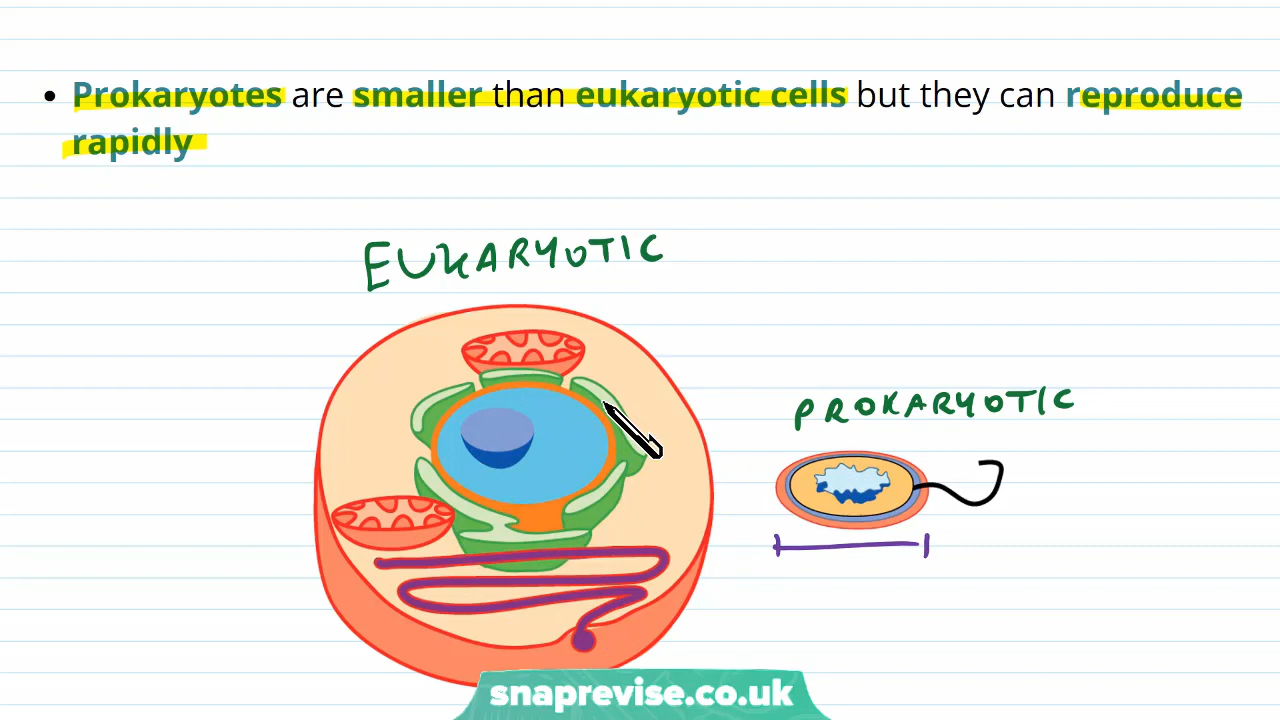 • Prokaryotes are smaller than eukaryotic cells but they can reproduce
rapidly
EUKARYOTIC
PROKARYOTIC
snaprevise.co.uk